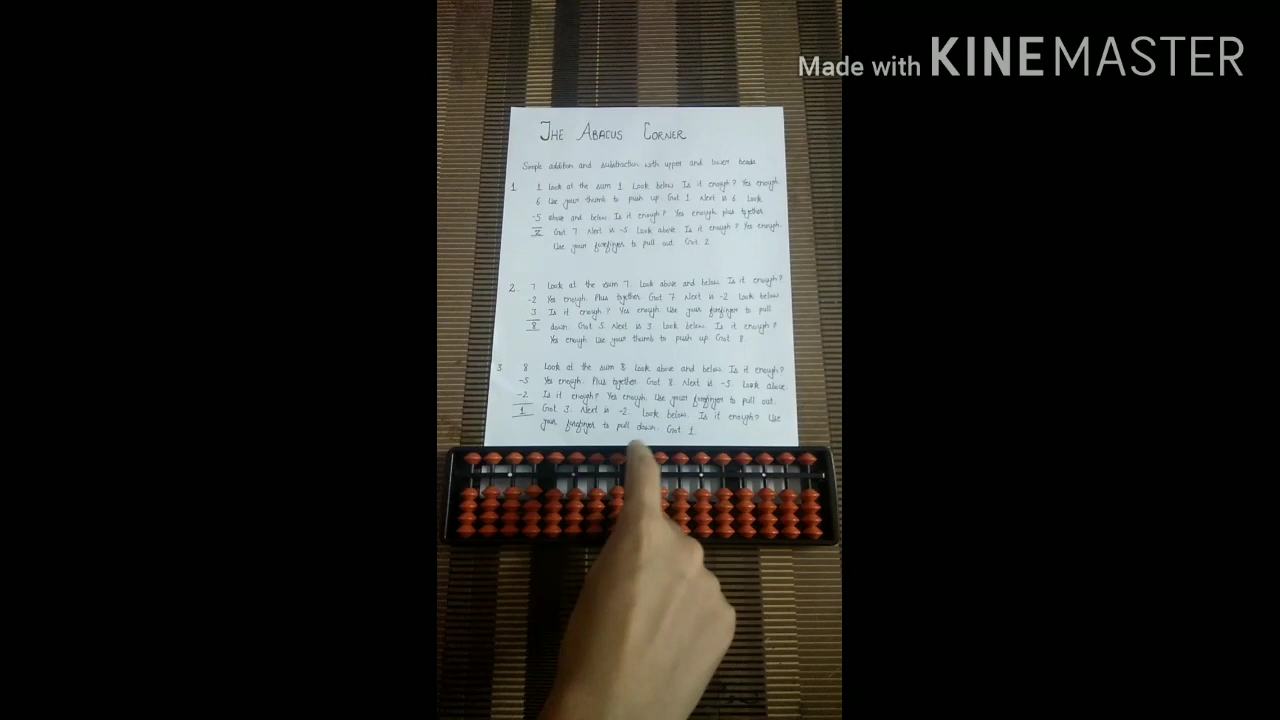 Made with KINEMASTER
THE ABACUS CORNER
Simple addition and subtraction with upper and lower beads
1. 1 Look at the sum 1. Look below. Is it enough? Yes enough.
6 Use your thumb to push up. Got 1. Next is 6. Look
-5 above and below. Is it enough? Yes enough plus together
2 Got 7. Next is -5. Look above. Is it enough? Yes enough.
Use your forefinger to pull out. Got 2
2. 7 Look at the sum 7. Look above and below. Is it enough?
-2 Yes enough. Plus together. Got 7. Next is -2. Look below
3 Is it enough? Yes enough. Use your forefinger to pull
8 down. Got 5. Next is 3. Look below. Is it enough?
Yes enough. Use your thumb to push up. Got 8.
3. 8 Look at the sum 8. Look above and below. Is it enough?
-5 Yes enough. Plus together. Got 8. Next is -5. Look above.
-2 Is it enough? Yes enough. Use your forefinger to pull out.
1 Got 3. Next is -2. Look below. Is it enough? Use
your forefinger to pull down. Got 1.